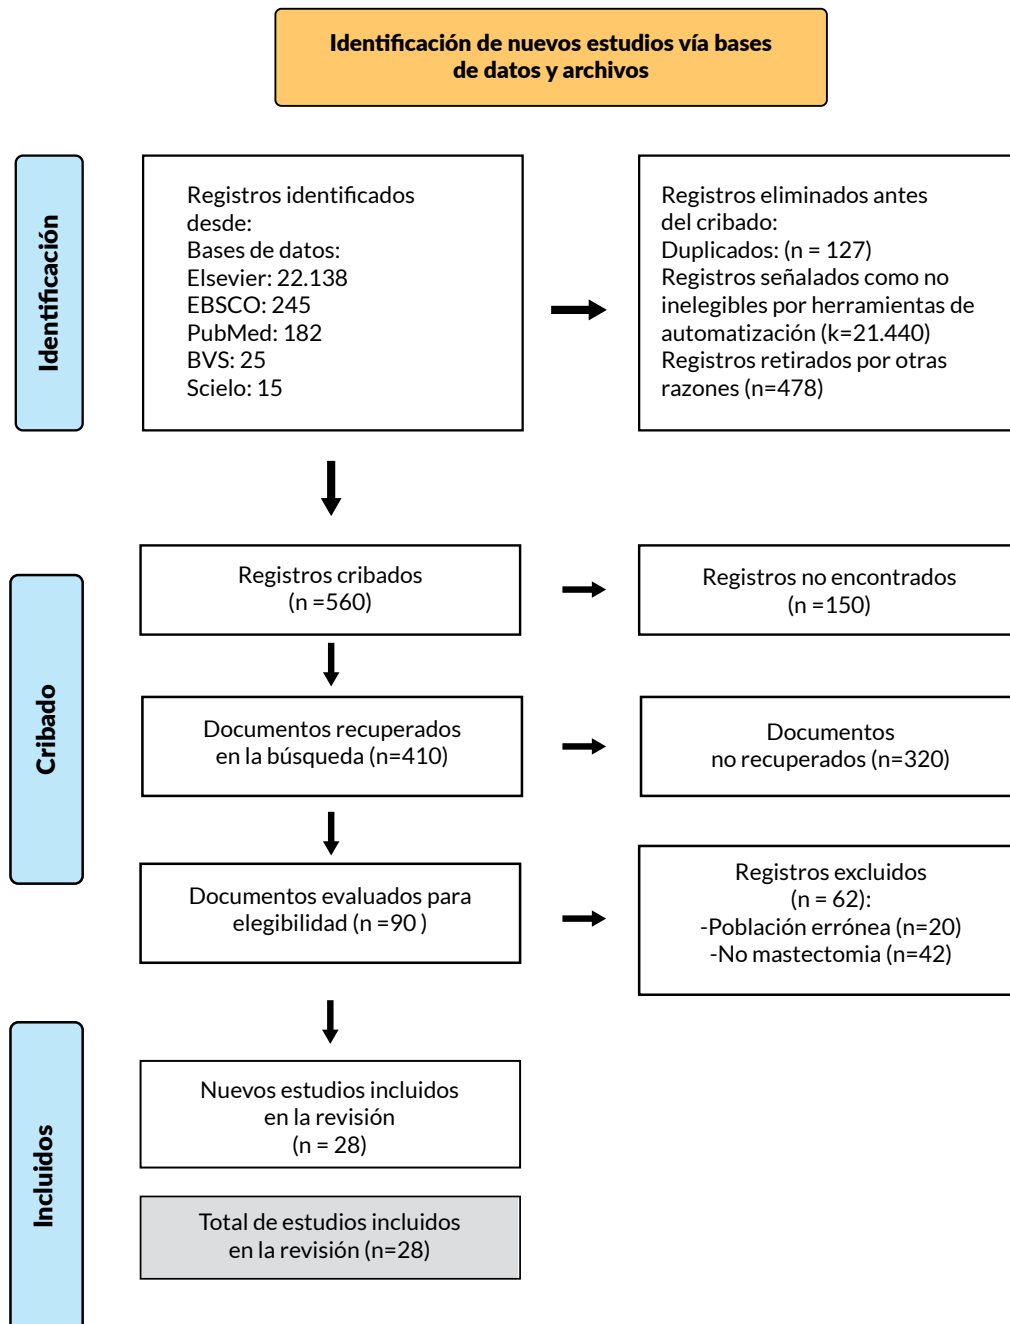 Identificación de nuevos estudios vía bases
de datos y archivos
Identificación
Registros identificados
desde:
Bases de datos:
Elsevier: 22.138
EBSCO: 245
PubMed: 182
BVS: 25
Scielo: 15
Registros eliminados antes
del cribado:
Duplicados: (n = 127)
Registros señalados como no
inelegibles por herramientas de
automatización (k=21.440)
Registros retirados por otras
razones (n=478)
Cribado
Registros cribados
(n =560)
Registros no encontrados
(n =150)
Documentos recuperados
en la búsqueda (n=410)
Documentos
no recuperados (n=320)
Documentos evaluados para
elegibilidad (n =90 )
Registros excluidos
(n = 62):
-Población errónea (n=20)
-No mastectomia (n=42)
Incluidos
Nuevos estudios incluidos
en la revisión
(n = 28)
Total de estudios incluidos
en la revisión (n=28)